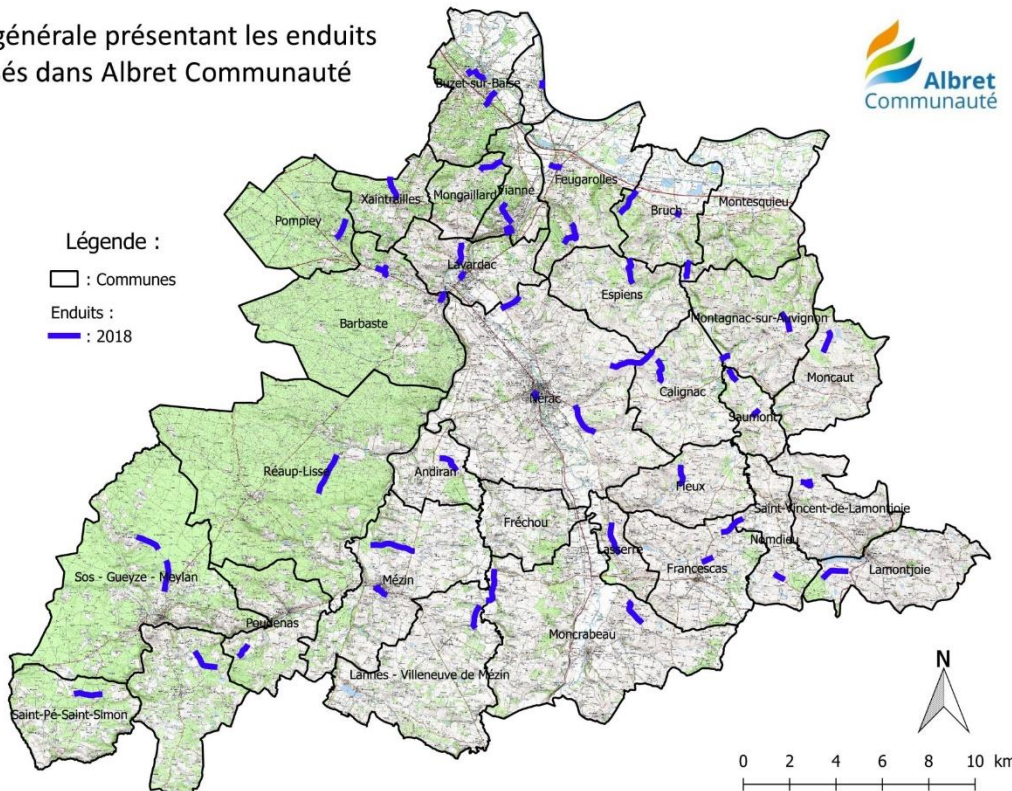 générale présentant les enduits
sés dans Albret Communauté
Albret
Communauté
Légende :
: Communes
Enduits :
: 2018
Buzet-sur-Baïse
Xaintrailles
Mongaillard
Vianne
Feugarolles
Bruch
Montesquieu
Pompiey
Lavardac
Espiens
Barbaste
Montagnac-sur-Auvignon
Moncaut
Calignac
Nérac
Saumont
Réaup-Lisse
Andiran
Fieux
Saint-Vincent-de-Lamontjoie
Fréchou
Lasserre
Nomdieu
Francescas
Lamontjoie
Sos - Gueyze - Meylan
Mézin
Poudenas
Moncrabeau
Lannes - Villeneuve de Mézin
Saint-Pé-Saint-Simon
N
0 2 4 6 8 10 km